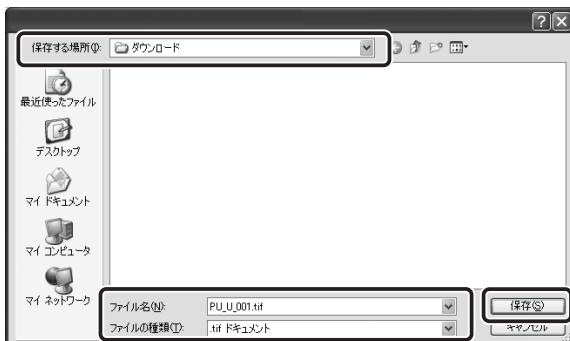 保存する場所(I): ダウンロード
最近使ったファイル
デスクトップ
マイ ドキュメント
マイ コンピュータ
マイ ネットワーク
ファイル名(N): PU_U_001.tif 保存(S)
ファイルの種類(T): .tif ドキュメント キャンセル